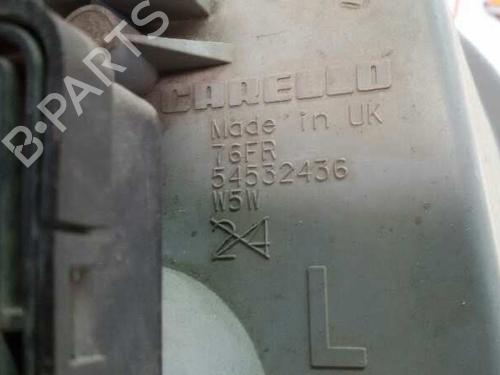 CARELLO
Made in UK
76FR
54532436
W5W
24
L
B-PARTS